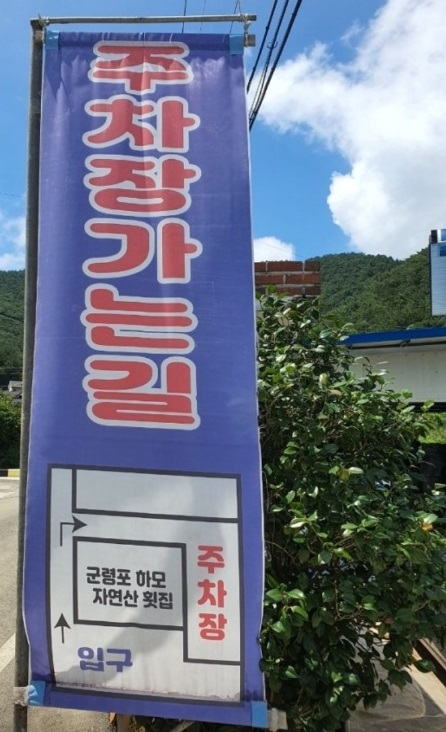 주차장가는길
군령포 하모
자연산 횟집
주차장
입구